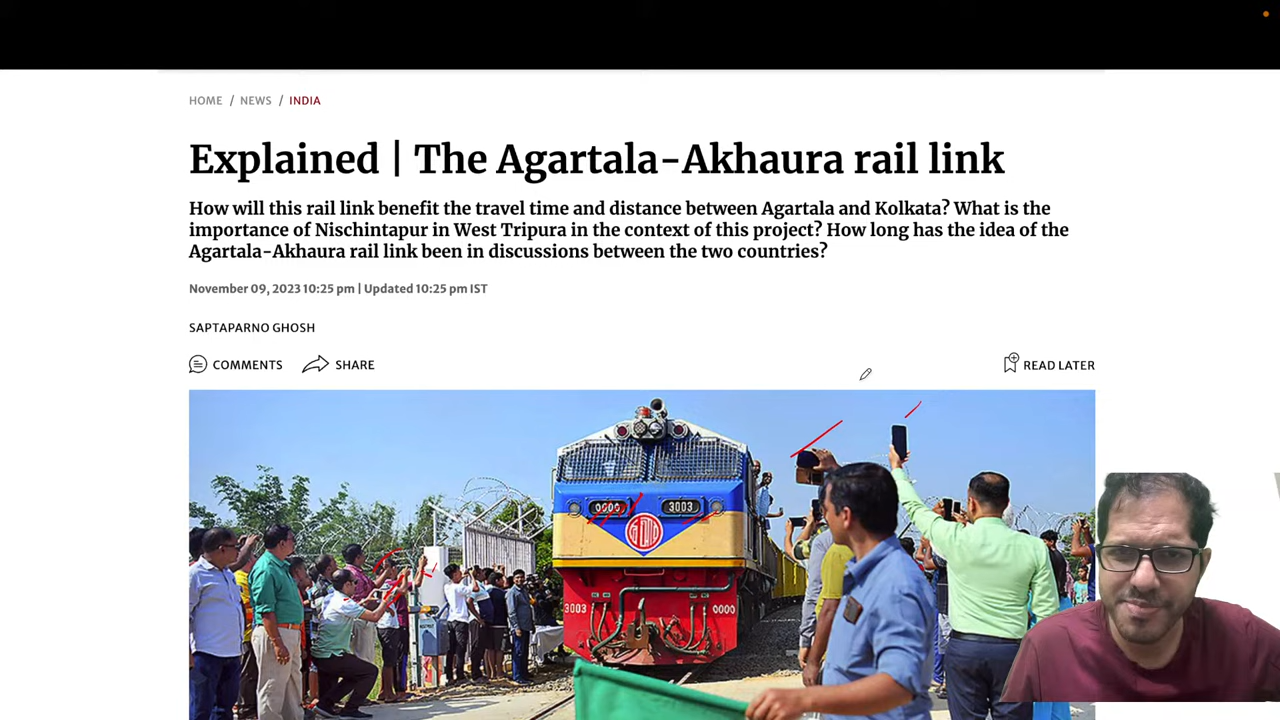 HOME / NEWS / INDIA
Explained | The Agartala-Akhaura rail link
How will this rail link benefit the travel time and distance between Agartala and Kolkata? What is the
importance of Nischintapur in West Tripura in the context of this project? How long has the idea of the
Agartala-Akhaura rail link been in discussions between the two countries?
November 09, 2023 10:25 pm | Updated 10:25 pm IST
SAPTAPARNO GHOSH
COMMENTS SHARE READ LATER
3003
3003 0000